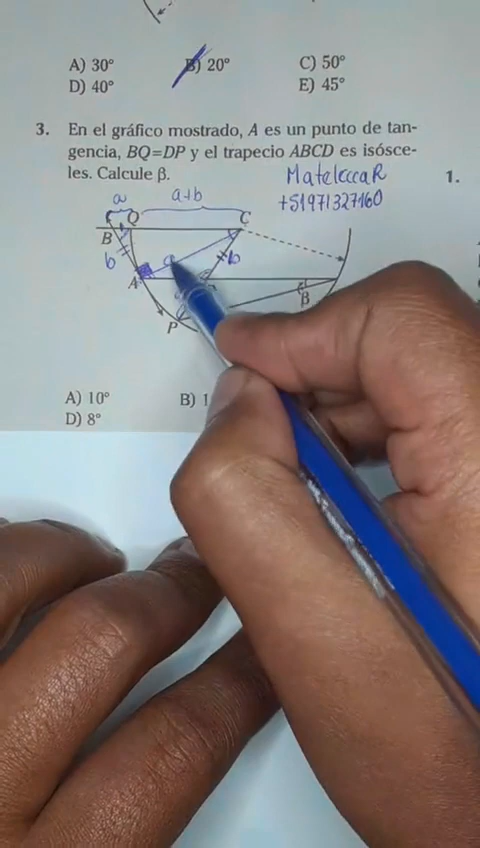 A) 30° B) 20° C) 50°
D) 40° E) 45°
3. En el gráfico mostrado, A es un punto de tan-
gencia, BQ=DP y el trapecio ABCD es isósce-
les. Calcule β.
MateleccaR
+51971327160
1.
a a+b
Q C
B
b a b
A
β
P
A) 10° B) 1
D) 8°